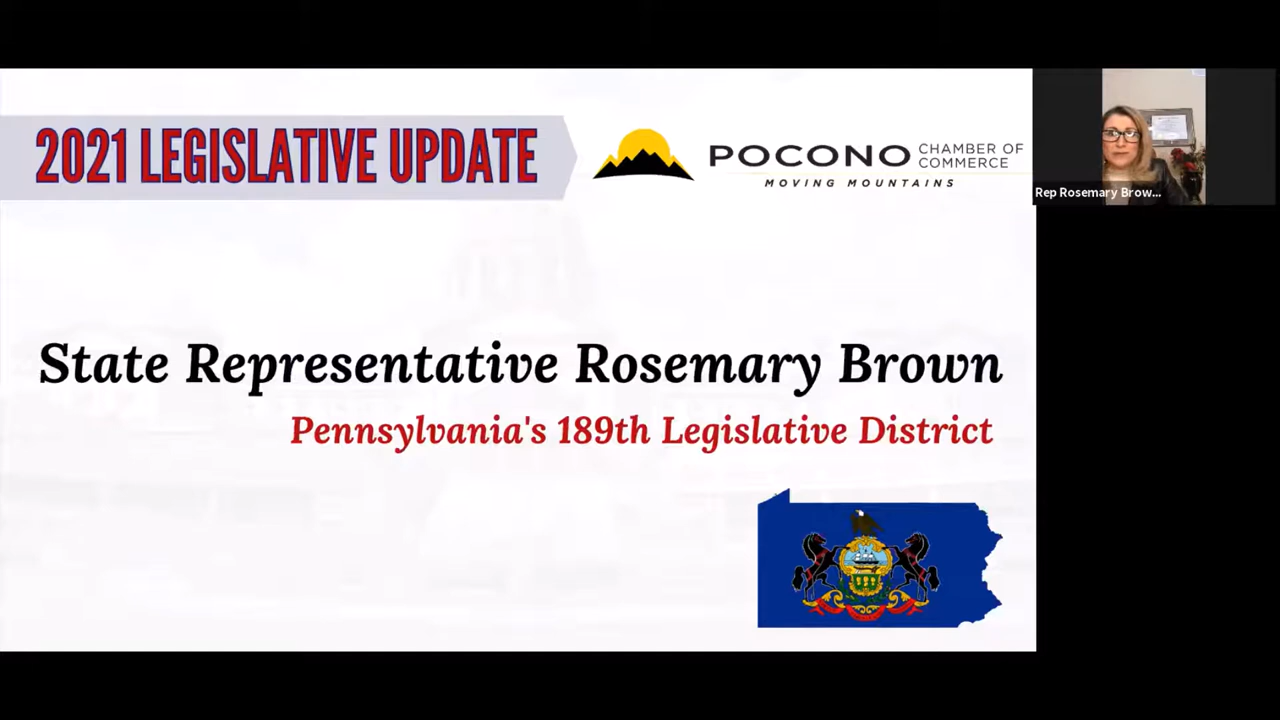 2021 LEGISLATIVE UPDATE
POCONO CHAMBER OF COMMERCE
MOVING MOUNTAINS
Rep Rosemary Brow...
State Representative Rosemary Brown
Pennsylvania's 189th Legislative District